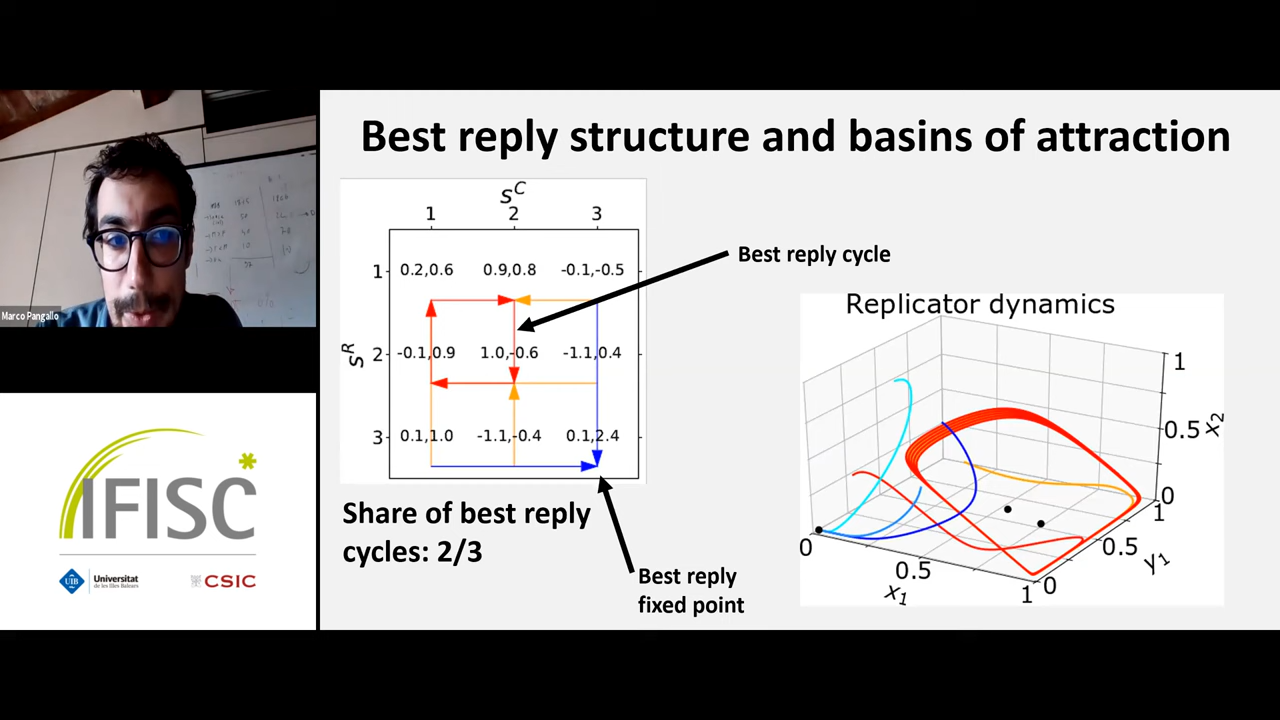 Best reply structure and basins of attraction
s^C
1 2 3
1 0.2,0.6 0.9,0.8 -0.1,-0.5
s^R
2 -0.1,0.9 1.0,-0.6 -1.1,0.4
3 0.1,1.0 -1.1,-0.4 0.1,2.4
Best reply cycle
Share of best reply
cycles: 2/3
Best reply
fixed point
Replicator dynamics
1
0.5 x_2
0
0 0.5 1
x_1
0 0.5 1
y_1
Marco Pangallo
IFISC
UIB Universitat
de les Illes Balears
CSIC